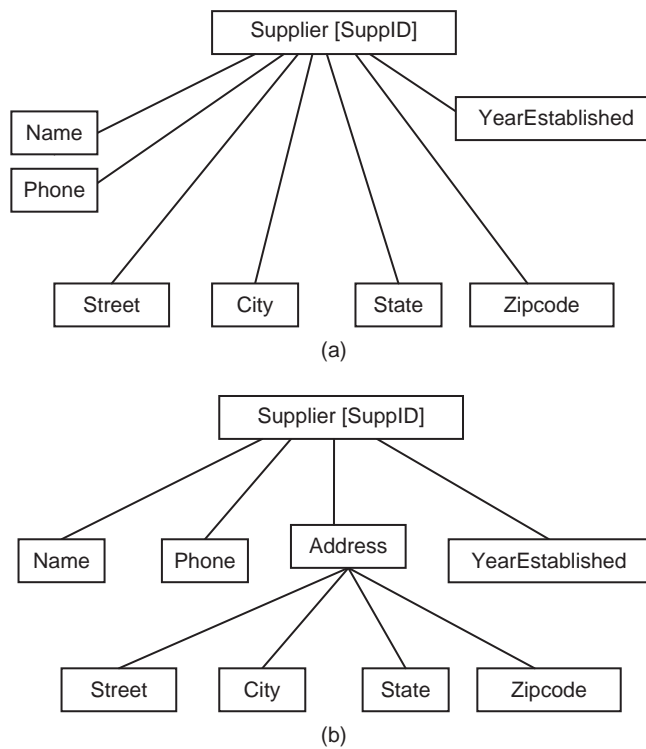 Supplier [SuppID]
Name
YearEstablished
Phone
Street
City
State
Zipcode
(a)
Supplier [SuppID]
Name
Phone
Address
YearEstablished
Street
City
State
Zipcode
(b)